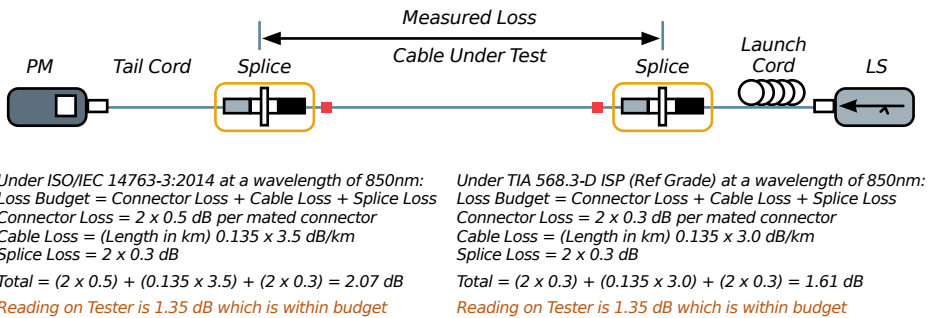 Measured Loss
Cable Under Test
PM
Tail Cord
Splice
Splice
Launch
Cord
LS
Under ISO/IEC 14763-3:2014 at a wavelength of 850nm:
Loss Budget = Connector Loss + Cable Loss + Splice Loss
Connector Loss = 2 x 0.5 dB per mated connector
Cable Loss = (Length in km) 0.135 x 3.5 dB/km
Splice Loss = 2 x 0.3 dB
Total = (2 x 0.5) + (0.135 x 3.5) + (2 x 0.3) = 2.07 dB
Reading on Tester is 1.35 dB which is within budget
Under TIA 568.3-D ISP (Ref Grade) at a wavelength of 850nm:
Loss Budget = Connector Loss + Cable Loss + Splice Loss
Connector Loss = 2 x 0.3 dB per mated connector
Cable Loss = (Length in km) 0.135 x 3.0 dB/km
Splice Loss = 2 x 0.3 dB
Total = (2 x 0.3) + (0.135 x 3.0) + (2 x 0.3) = 1.61 dB
Reading on Tester is 1.35 dB which is within budget